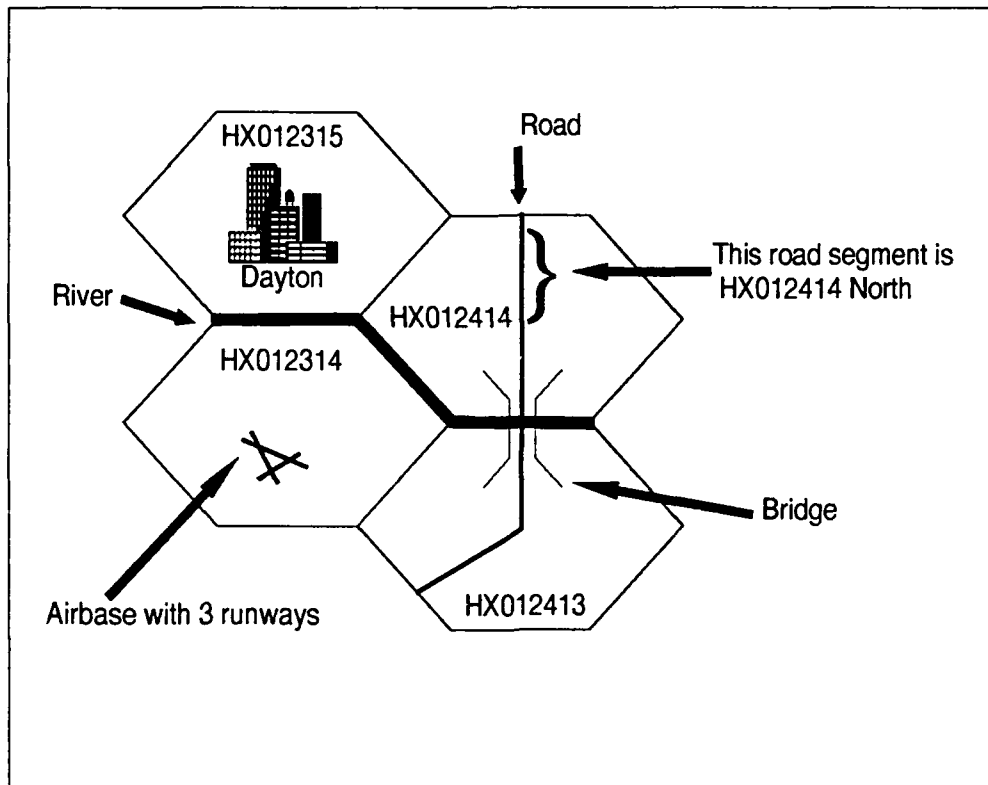 HX012315
Road
Dayton
This road segment is
HX012414 North
River
HX012414
HX012314
Bridge
HX012413
Airbase with 3 runways